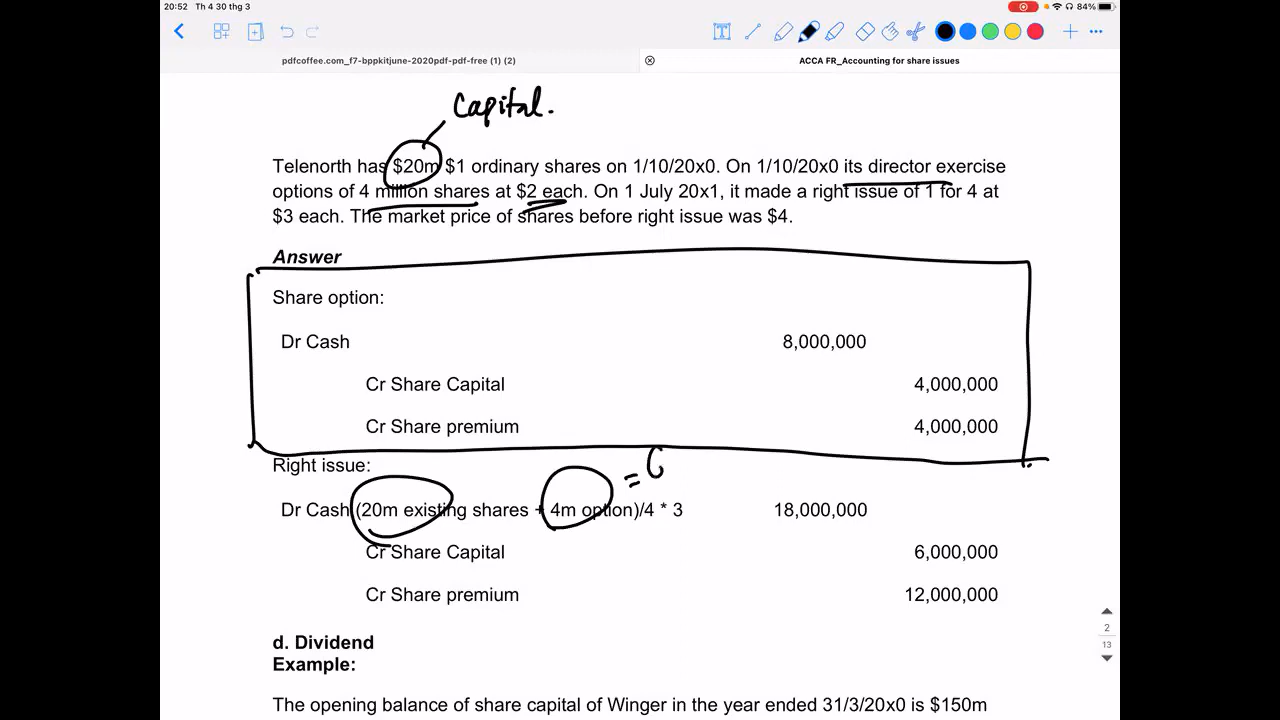 20:52 Th 4 30 thg 3 84%
pdfcoffee.com_f7-bppkitjune-2020pdf-pdf-free (1) (2) ACCA FR_Accounting for share issues
Capital.
Telenorth has $20m $1 ordinary shares on 1/10/20x0. On 1/10/20x0 its director exercise
options of 4 million shares at $2 each. On 1 July 20x1, it made a right issue of 1 for 4 at
$3 each. The market price of shares before right issue was $4.
Answer
Share option:
Dr Cash 8,000,000
Cr Share Capital 4,000,000
Cr Share premium 4,000,000
Right issue:
= 6
Dr Cash (20m existing shares + 4m option)/4 * 3 18,000,000
Cr Share Capital 6,000,000
Cr Share premium 12,000,000
d. Dividend
Example:
The opening balance of share capital of Winger in the year ended 31/3/20x0 is $150m
2
13